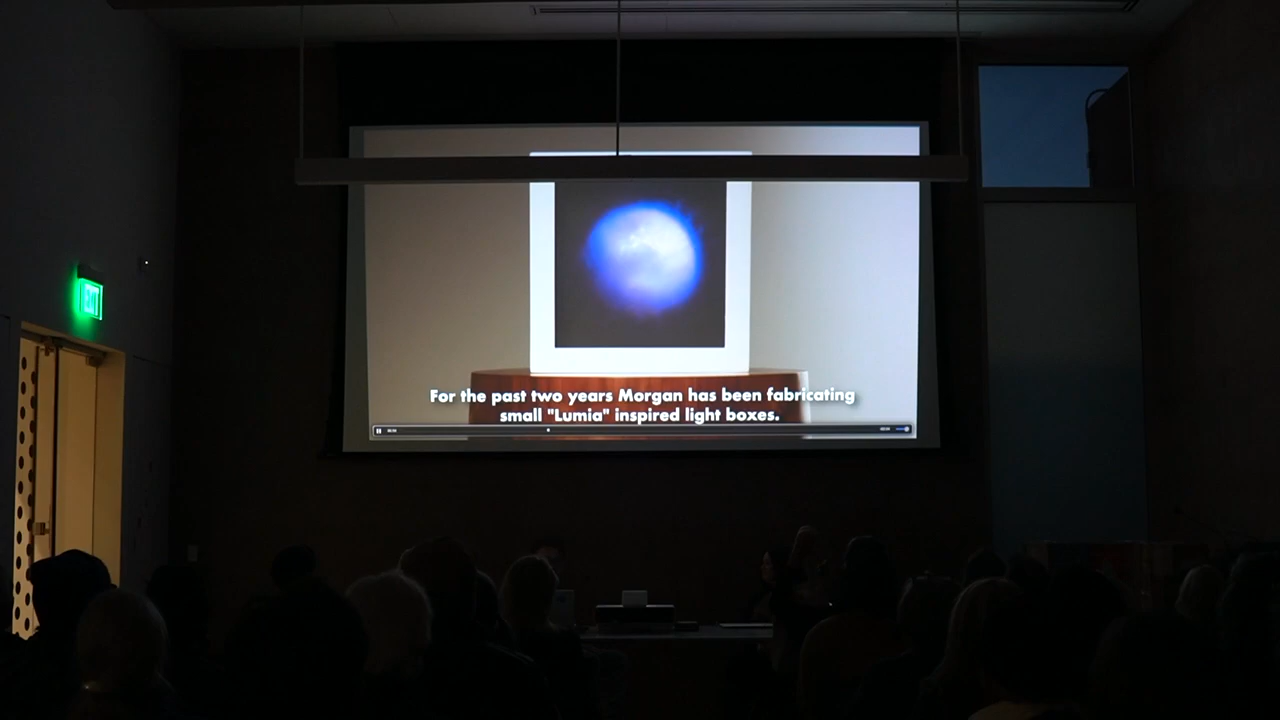 EXIT
For the past two years Morgan has been fabricating
small "Lumia" inspired light boxes.